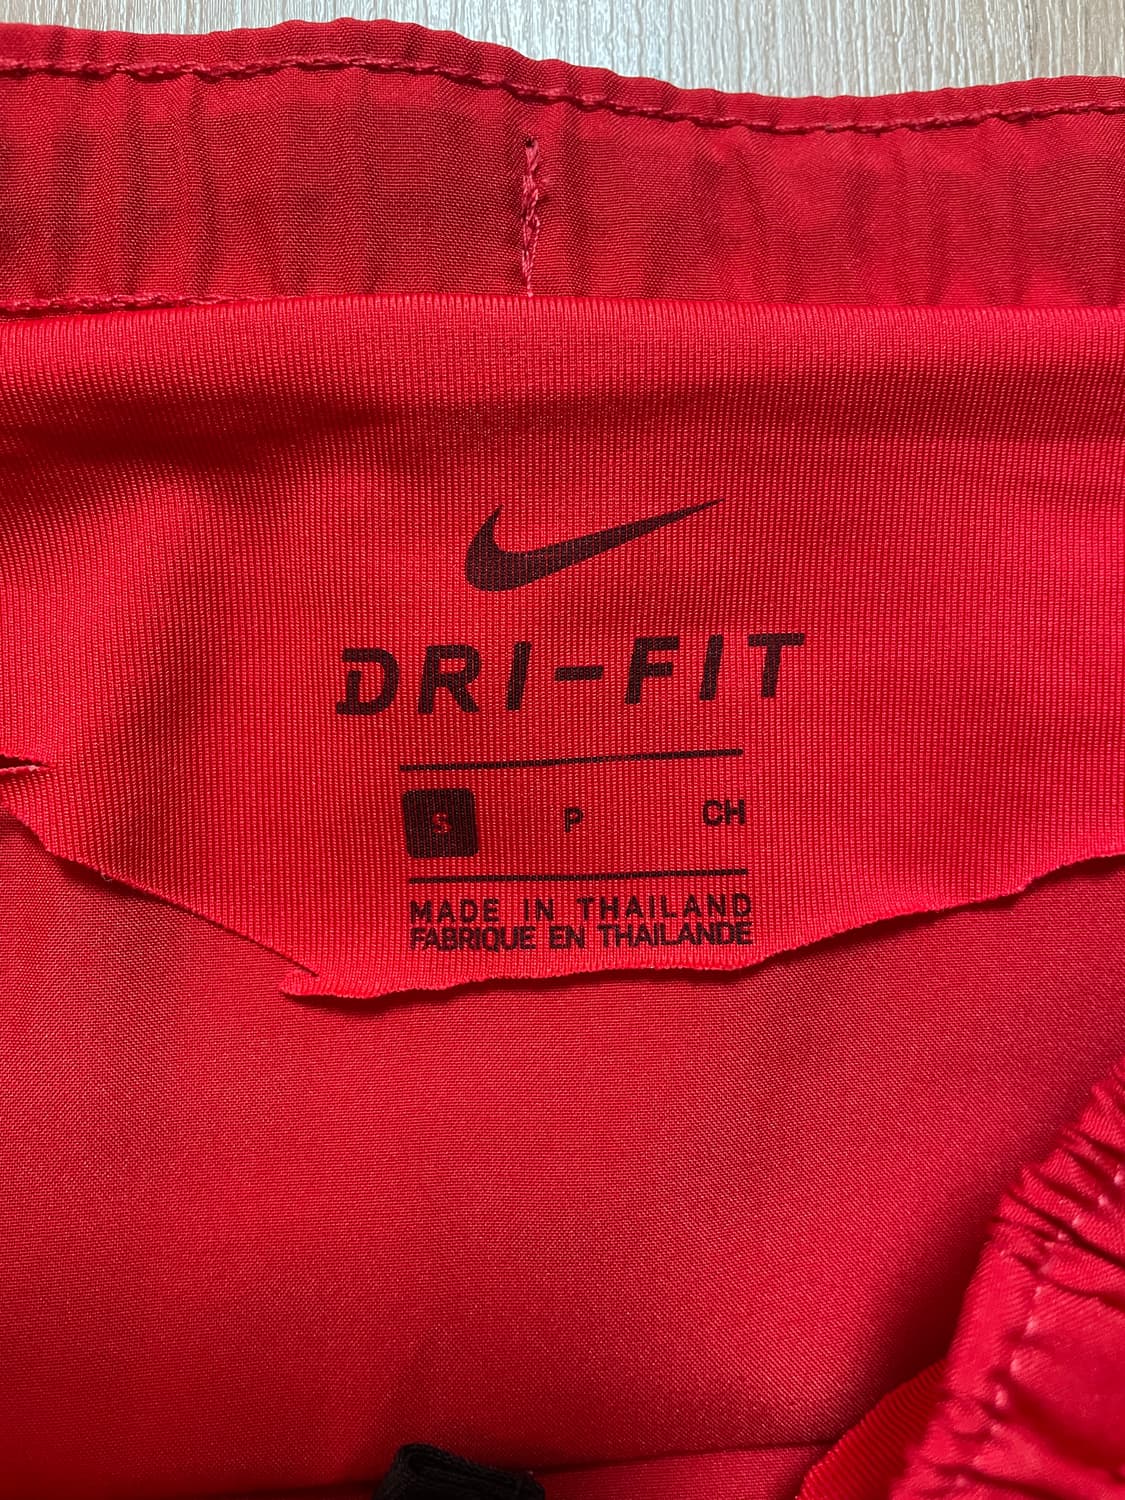 DRI-FIT
S P CH
MADE IN THAILAND
FABRIQUE EN THAILANDE